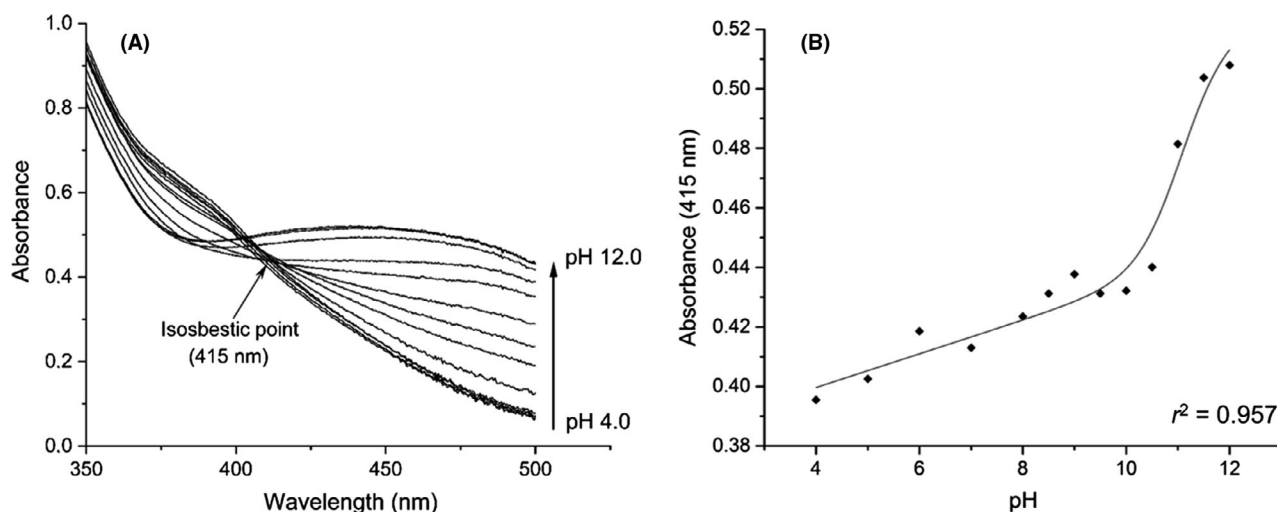 (A)
1.0
0.8
0.6
0.4
0.2
0.0
Absorbance
Isosbestic point
(415 nm)
pH 12.0
pH 4.0
350
400
450
500
Wavelength (nm)
(B)
0.52
0.50
0.48
0.46
0.44
0.42
0.40
0.38
Absorbance (415 nm)
r² = 0.957
4
6
8
10
12
pH